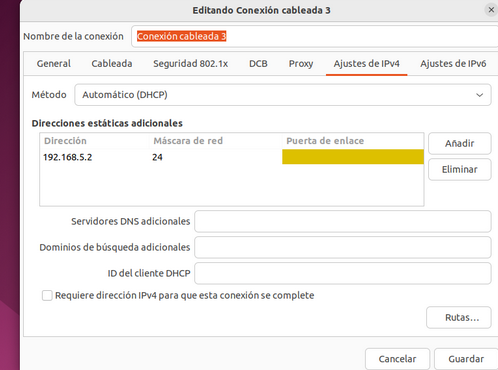 Editando Conexión cableada 3
Nombre de la conexión Conexión cableada 3
General Cableada Seguridad 802.1x DCB Proxy Ajustes de IPv4 Ajustes de IPv6
Método Automático (DHCP)
Direcciones estáticas adicionales
Dirección Máscara de red Puerta de enlace Añadir
192.168.5.2 24
Eliminar
Servidores DNS adicionales
Dominios de búsqueda adicionales
ID del cliente DHCP
Requiere dirección IPv4 para que esta conexión se complete
Rutas...
Cancelar Guardar